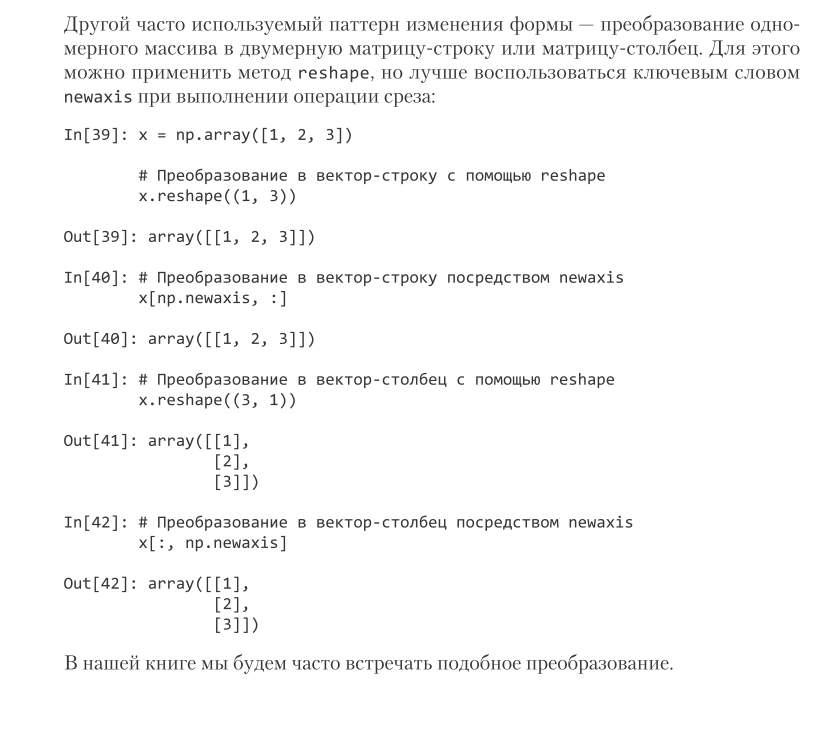 Другой часто используемый паттерн изменения формы — преобразование одно-
мерного массива в двумерную матрицу-строку или матрицу-столбец. Для этого
можно применить метод reshape, но лучше воспользоваться ключевым словом
newaxis при выполнении операции среза:
In[39]: x = np.array([1, 2, 3])
# Преобразование в вектор-строку с помощью reshape
x.reshape((1, 3))
Out[39]: array([[1, 2, 3]])
In[40]: # Преобразование в вектор-строку посредством newaxis
x[np.newaxis, :]
Out[40]: array([[1, 2, 3]])
In[41]: # Преобразование в вектор-столбец с помощью reshape
x.reshape((3, 1))
Out[41]: array([[1],
[2],
[3]])
In[42]: # Преобразование в вектор-столбец посредством newaxis
x[:, np.newaxis]
Out[42]: array([[1],
[2],
[3]])
В нашей книге мы будем часто встречать подобное преобразование.